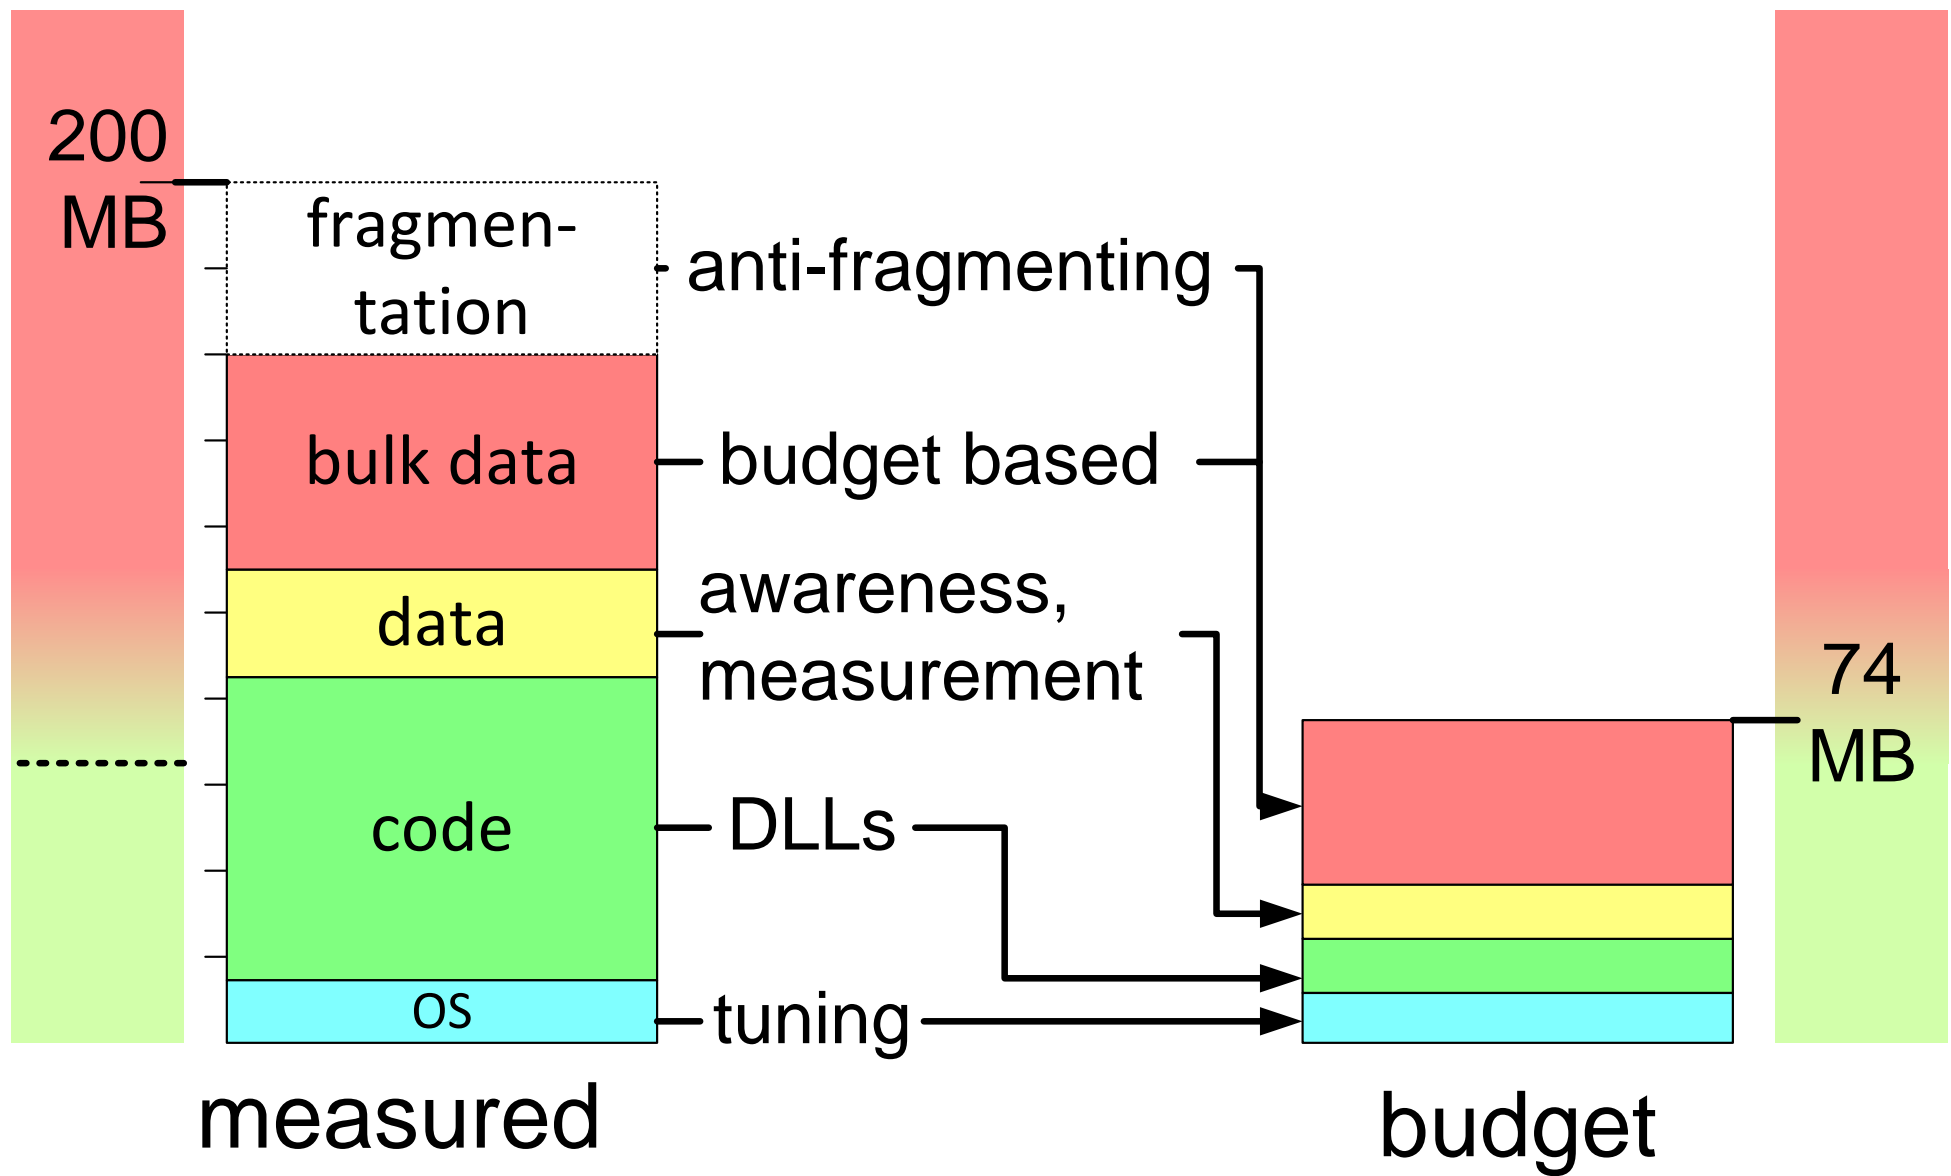 200
MB
fragmen-
tation
anti-fragmenting
bulk data
budget based
data
awareness,
measurement
74
MB
code
DLLs
OS
tuning
measured
budget